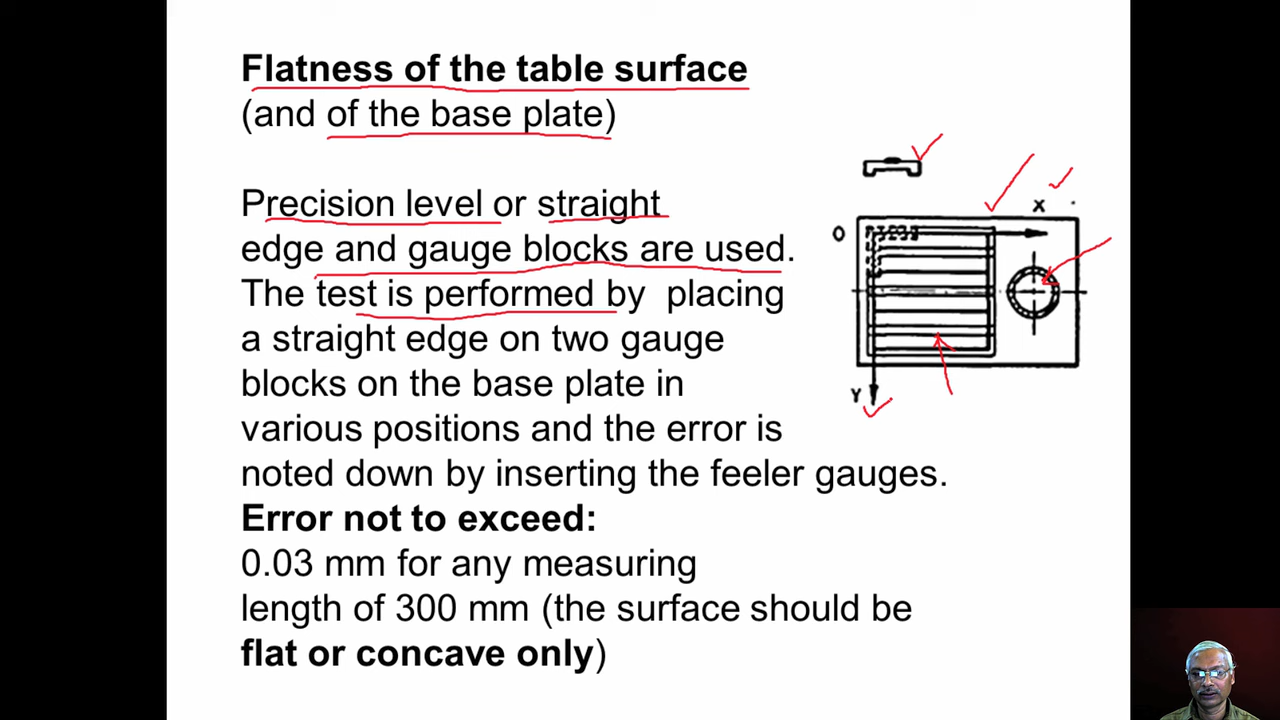 Flatness of the table surface
(and of the base plate)
Precision level or straight
edge and gauge blocks are used.
The test is performed by placing
a straight edge on two gauge
blocks on the base plate in
various positions and the error is
noted down by inserting the feeler gauges.
Error not to exceed:
0.03 mm for any measuring
length of 300 mm (the surface should be
flat or concave only)
X
O
Y